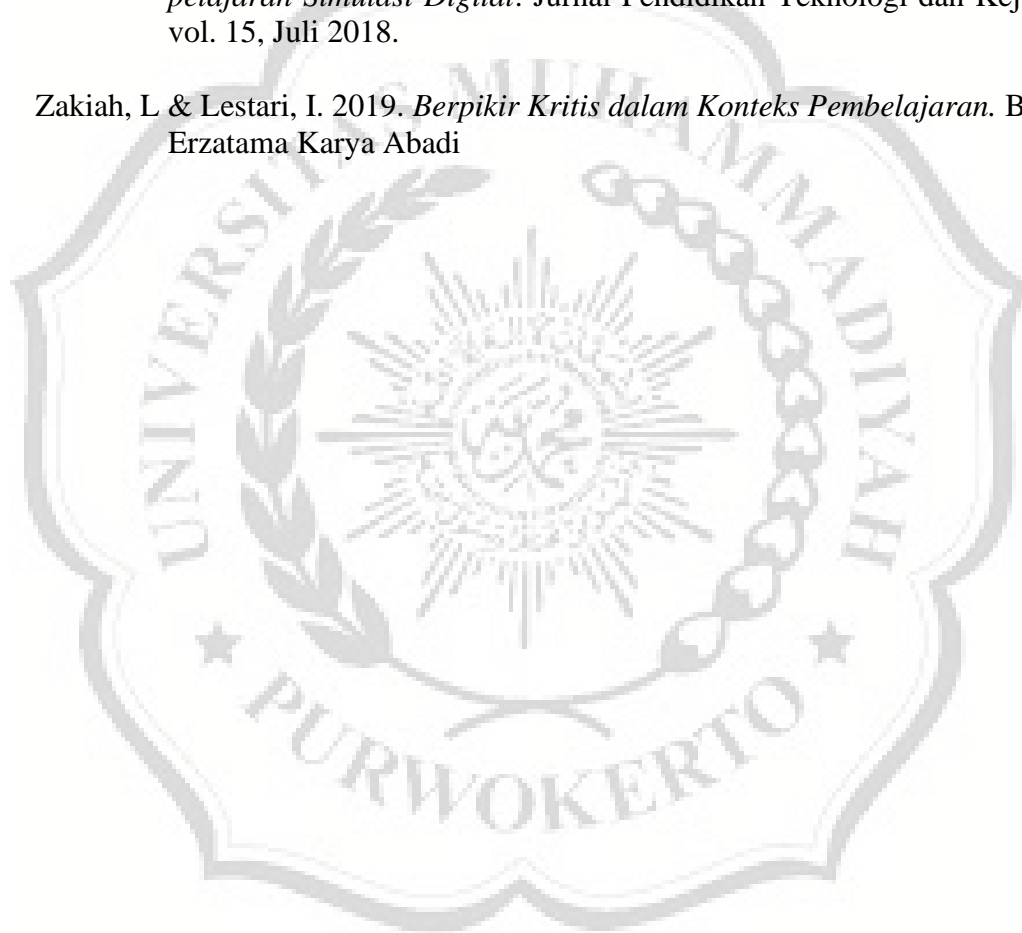 pelajaran Simulasi Digital. Jurnal Pendidikan Teknologi dan Kej
vol. 15, Juli 2018.
Zakiah, L & Lestari, I. 2019. Berpikir Kritis dalam Konteks Pembelajaran. B
Erzatama Karya Abadi
UNIVERSITAS MUHAMMADIYAH
PURWOKERTO